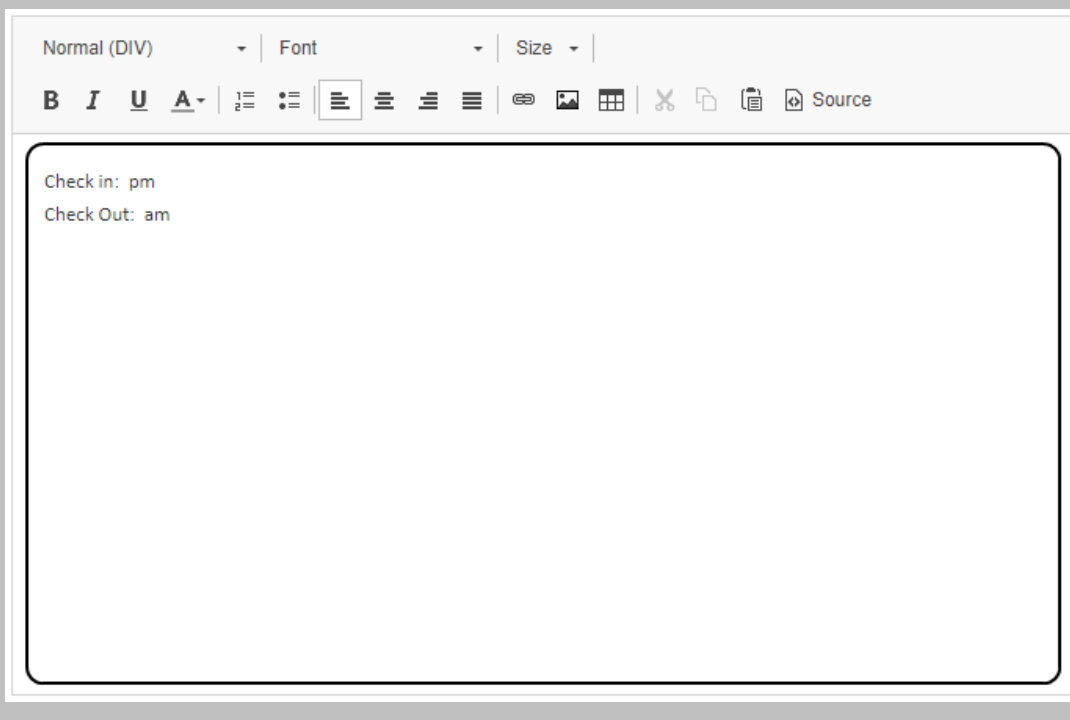 Normal (DIV) Font Size
B I U A Source
Check in: pm
Check Out: am